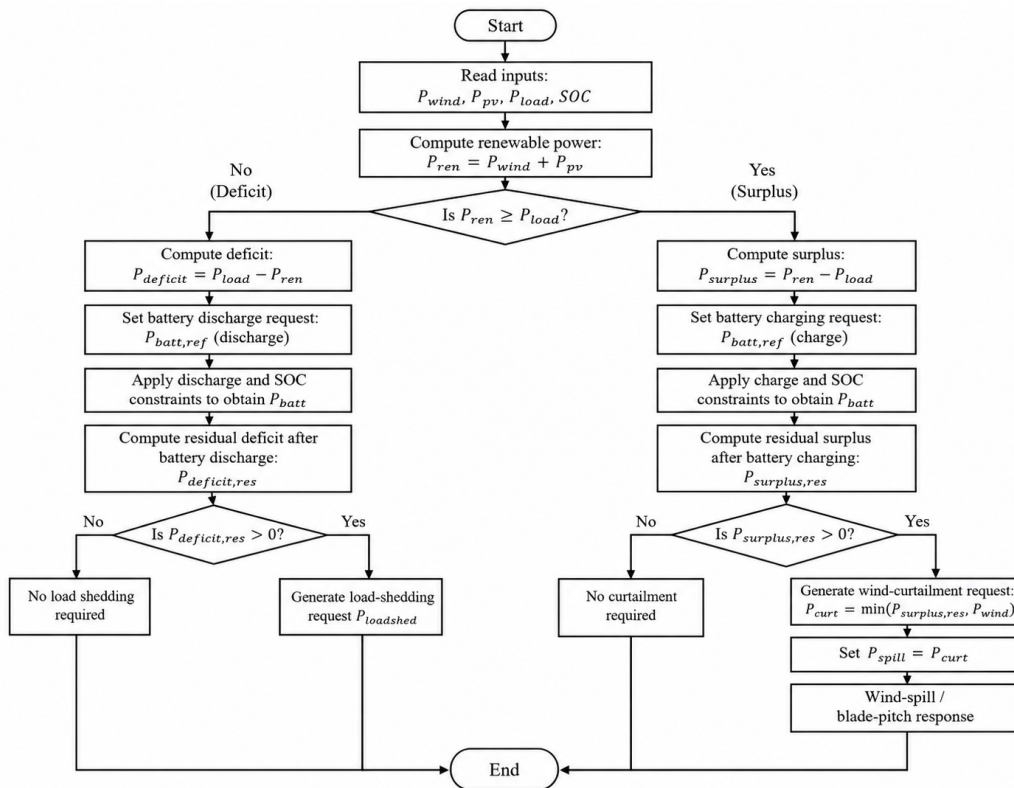 Start
Read inputs:
P_wind, P_pv, P_load, SOC
Compute renewable power:
P_ren = P_wind + P_pv
No
(Deficit)
Yes
(Surplus)
Is P_ren ≥ P_load?
Compute deficit:
P_deficit = P_load − P_ren
Set battery discharge request:
P_batt,ref (discharge)
Apply discharge and SOC
constraints to obtain P_batt
Compute residual deficit after
battery discharge:
P_deficit,res
No
Is P_deficit,res > 0?
Yes
No load shedding
required
Generate load-shedding
request P_loadshed
Compute surplus:
P_surplus = P_ren − P_load
Set battery charging request:
P_batt,ref (charge)
Apply charge and SOC
constraints to obtain P_batt
Compute residual surplus
after battery charging:
P_surplus,res
No
Is P_surplus,res > 0?
Yes
No curtailment
required
Generate wind-curtailment request:
P_curt = min(P_surplus,res, P_wind)
Set P_spill = P_curt
Wind-spill /
blade-pitch response
End